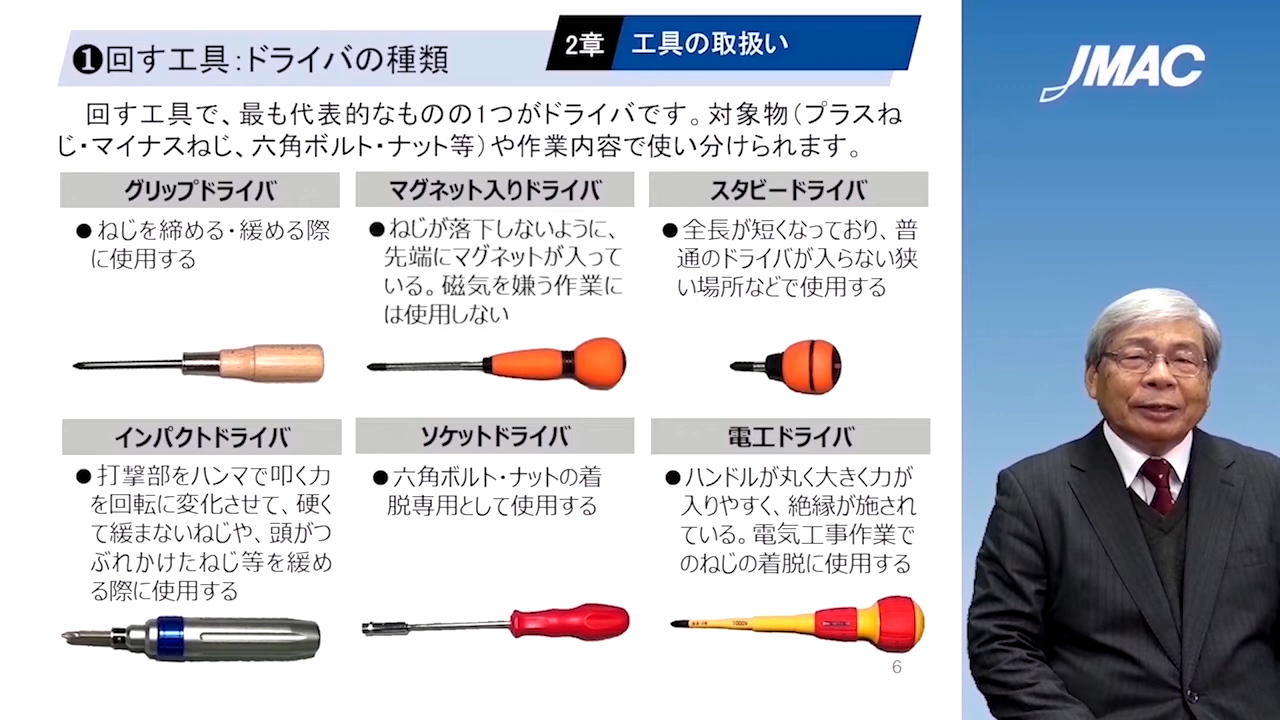 ❶回す工具：ドライバの種類
2章 工具の取扱い
JMAC
回す工具で、最も代表的なものの1つがドライバです。対象物（プラスね
じ・マイナスねじ、六角ボルト・ナット等）や作業内容で使い分けられます。
グリップドライバ
●ねじを締める・緩める際
に使用する
マグネット入りドライバ
●ねじが落下しないように、
先端にマグネットが入って
いる。磁気を嫌う作業に
は使用しない
スタビードライバ
●全長が短くなっており、普
通のドライバが入らない狭
い場所などで使用する
インパクトドライバ
●打撃部をハンマで叩く力
を回転に変化させて、硬く
て緩まないねじや、頭がつ
ぶれかけたねじ等を緩め
る際に使用する
ソケットドライバ
●六角ボルト・ナットの着
脱専用として使用する
電工ドライバ
●ハンドルが丸く大きく力が
入りやすく、絶縁が施され
ている。電気工事作業で
のねじの着脱に使用する
1000V
6